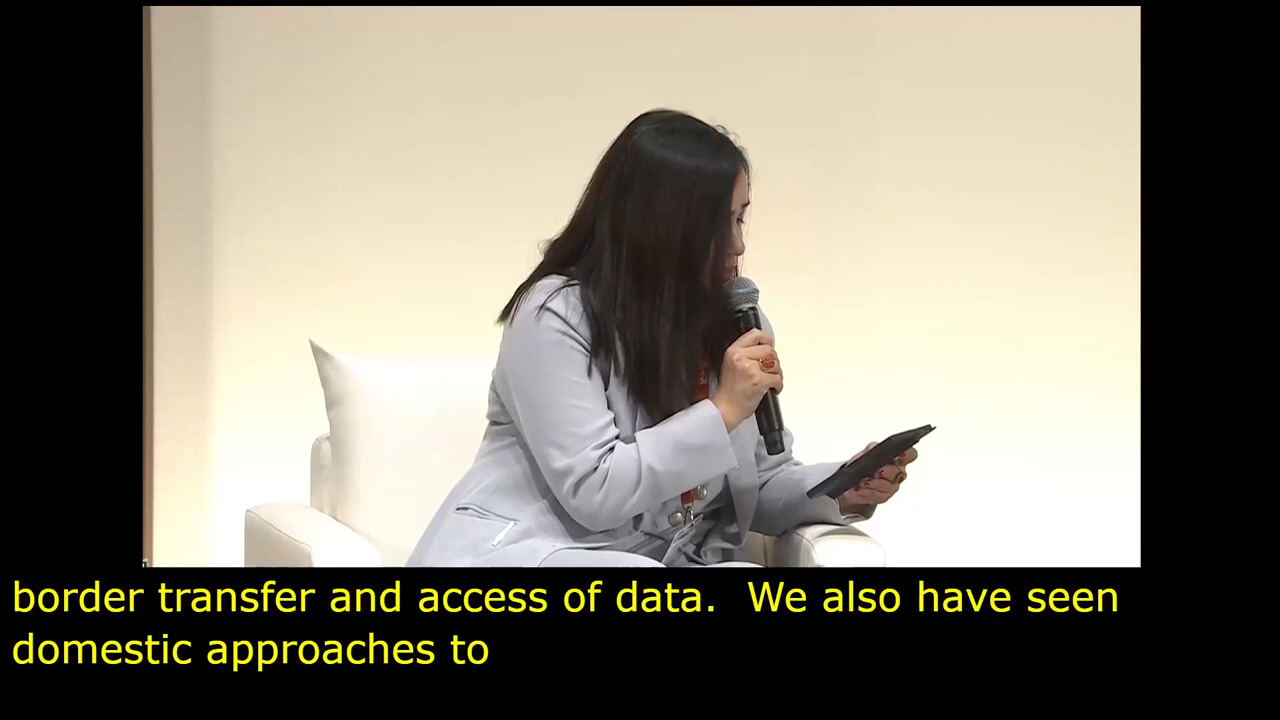 border transfer and access of data.  We also have seen
domestic approaches to